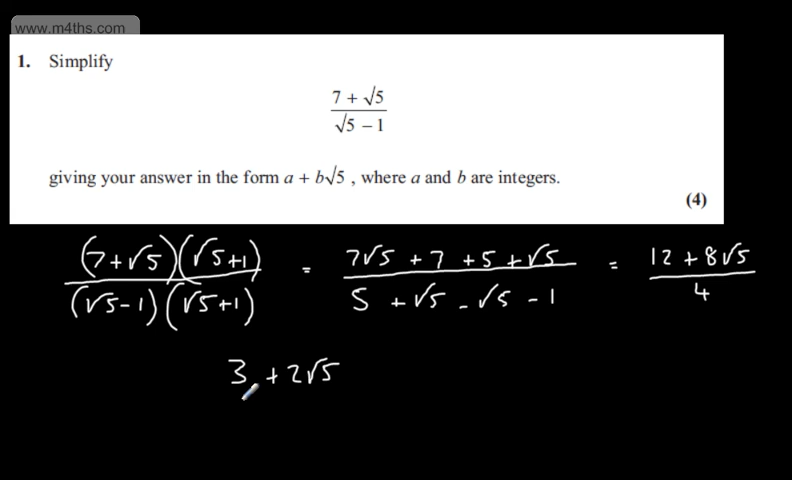 www.m4ths.com
1. Simplify
7 + √5
√5 − 1
giving your answer in the form a + b√5 , where a and b are integers.
(4)
(7+√5)(√5+1) = 7√5 + 7 + 5 + √5 = 12 + 8√5
(√5-1)(√5+1) 5 + √5 - √5 - 1 4
3 + 2√5